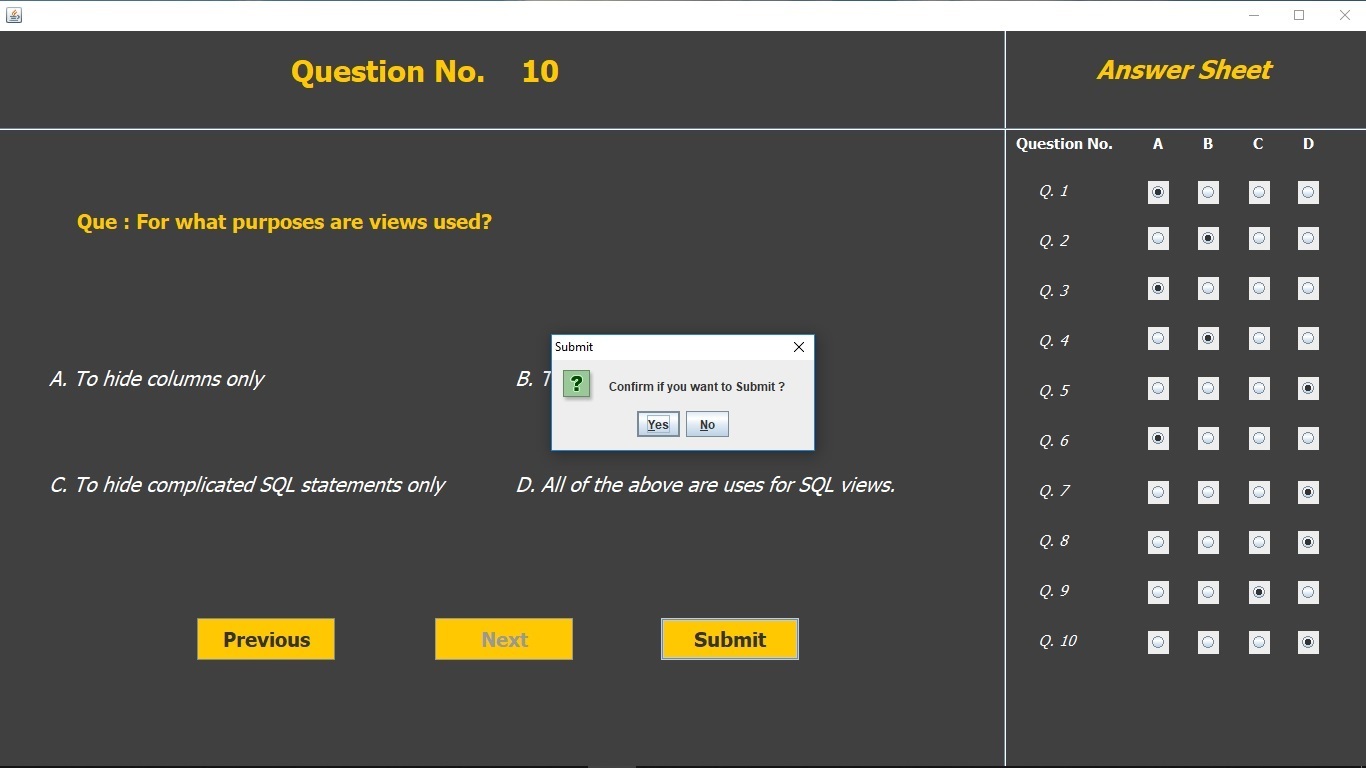 Question No. 10
Answer Sheet
Question No. A B C D
Q. 1
Q. 2
Q. 3
Q. 4
Q. 5
Q. 6
Q. 7
Q. 8
Q. 9
Q. 10
Que : For what purposes are views used?
A. To hide columns only
B.
C. To hide complicated SQL statements only
D. All of the above are uses for SQL views.
Submit
? Confirm if you want to Submit ?
Yes No
Previous Next Submit